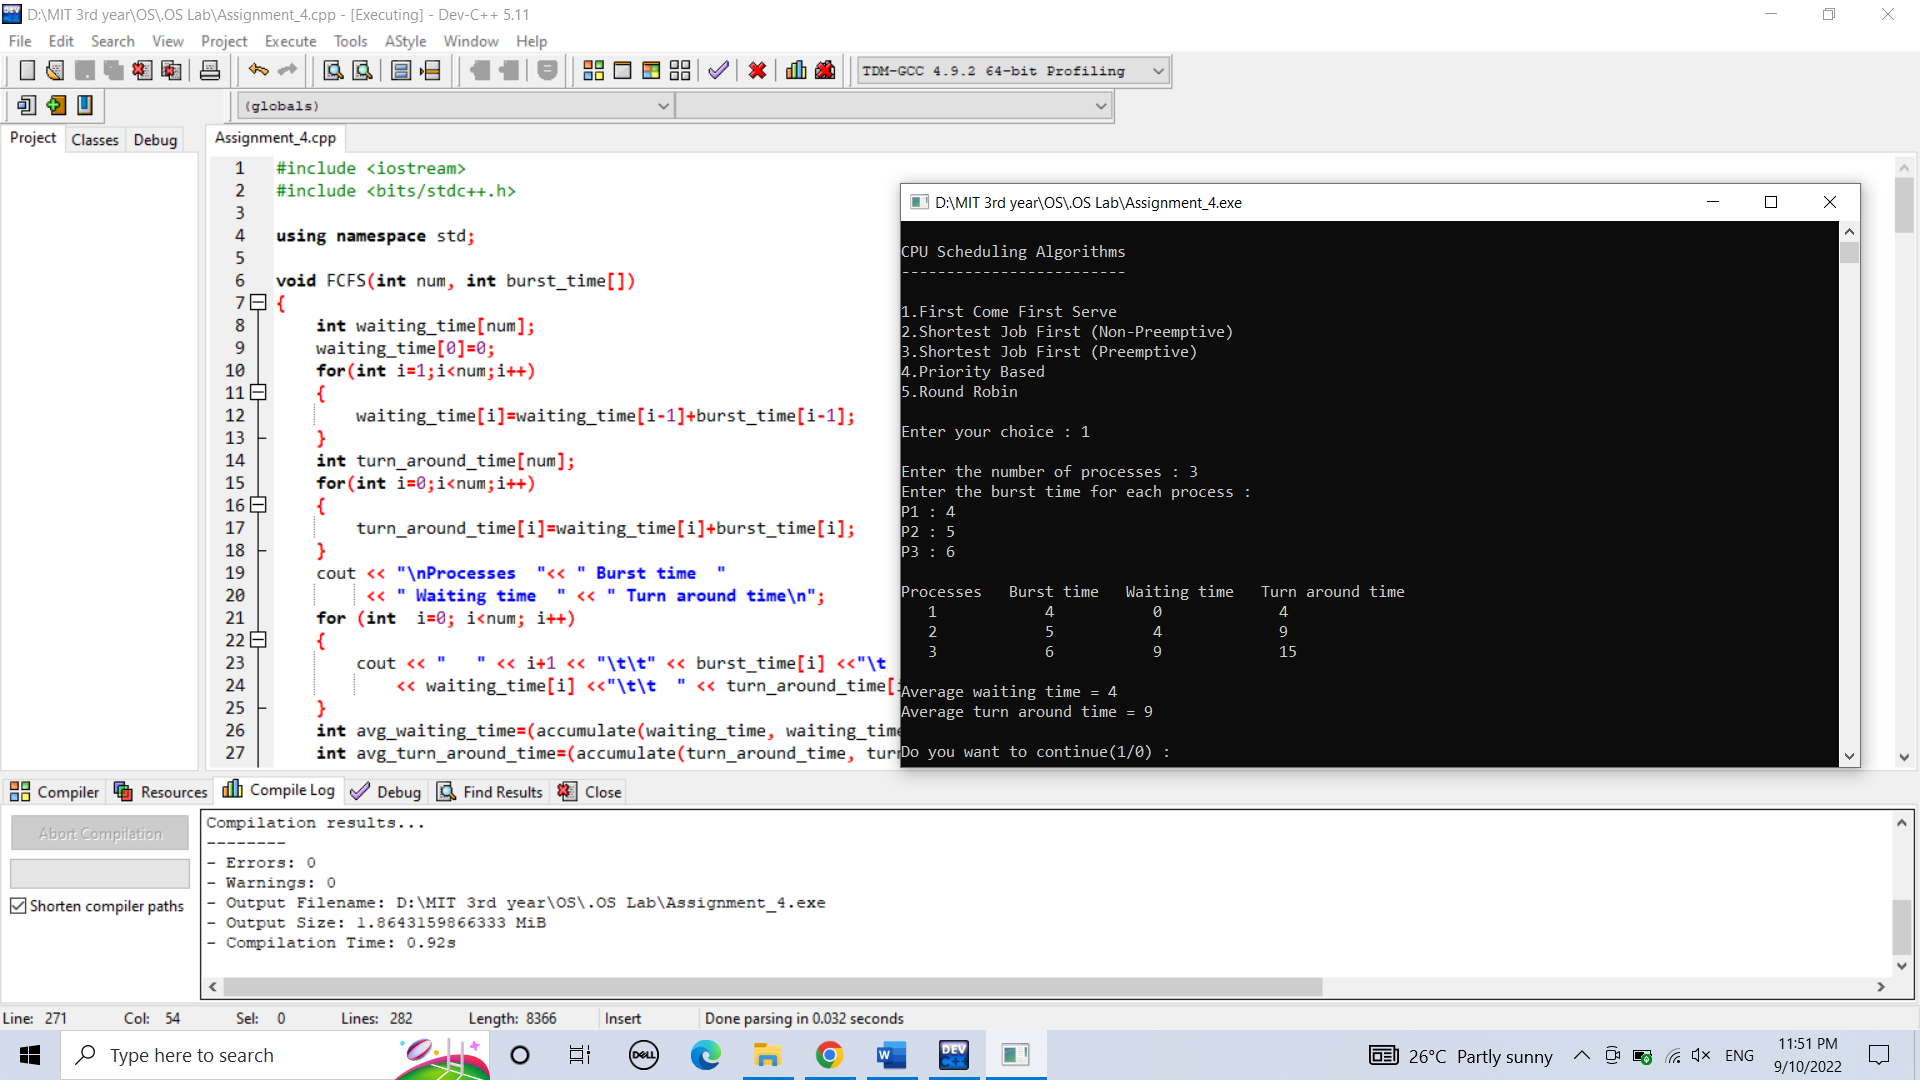 D:\MIT 3rd year\OS\.OS Lab\Assignment_4.cpp - [Executing] - Dev-C++ 5.11
File Edit Search View Project Execute Tools AStyle Window Help
TDM-GCC 4.9.2 64-bit Profiling
(globals)
Project Classes Debug
Assignment_4.cpp
1 #include <iostream>
2 #include <bits/stdc++.h>
3
4 using namespace std;
5
6 void FCFS(int num, int burst_time[])
7 {
8 int waiting_time[num];
9 waiting_time[0]=0;
10 for(int i=1;i<num;i++)
11 {
12 waiting_time[i]=waiting_time[i-1]+burst_time[i-1];
13 }
14 int turn_around_time[num];
15 for(int i=0;i<num;i++)
16 {
17 turn_around_time[i]=waiting_time[i]+burst_time[i];
18 }
19 cout << "\nProcesses  "<< " Burst time  "
20 << " Waiting time  " << " Turn around time\n";
21 for (int  i=0; i<num; i++)
22 {
23 cout << "   " << i+1 << "\t\t" << burst_time[i] <<"\t
24 << waiting_time[i] <<"\t\t  " << turn_around_time[
25 }
26 int avg_waiting_time=(accumulate(waiting_time, waiting_time
27 int avg_turn_around_time=(accumulate(turn_around_time, tur
D:\MIT 3rd year\OS\.OS Lab\Assignment_4.exe
CPU Scheduling Algorithms
-------------------------
1.First Come First Serve
2.Shortest Job First (Non-Preemptive)
3.Shortest Job First (Preemptive)
4.Priority Based
5.Round Robin
Enter your choice : 1
Enter the number of processes : 3
Enter the burst time for each process :
P1 : 4
P2 : 5
P3 : 6
Processes   Burst time   Waiting time   Turn around time
1 4 0 4
2 5 4 9
3 6 9 15
Average waiting time = 4
Average turn around time = 9
Do you want to continue(1/0) :
Compiler Resources Compile Log Debug Find Results Close
Abort Compilation
Shorten compiler paths
Compilation results...
--------
- Errors: 0
- Warnings: 0
- Output Filename: D:\MIT 3rd year\OS\.OS Lab\Assignment_4.exe
- Output Size: 1.8643159866333 MiB
- Compilation Time: 0.92s
Line: 271 Col: 54 Sel: 0 Lines: 282 Length: 8366 Insert Done parsing in 0.032 seconds
Type here to search
DELL
W
DEV C++
26°C Partly sunny
ENG
11:51 PM
9/10/2022